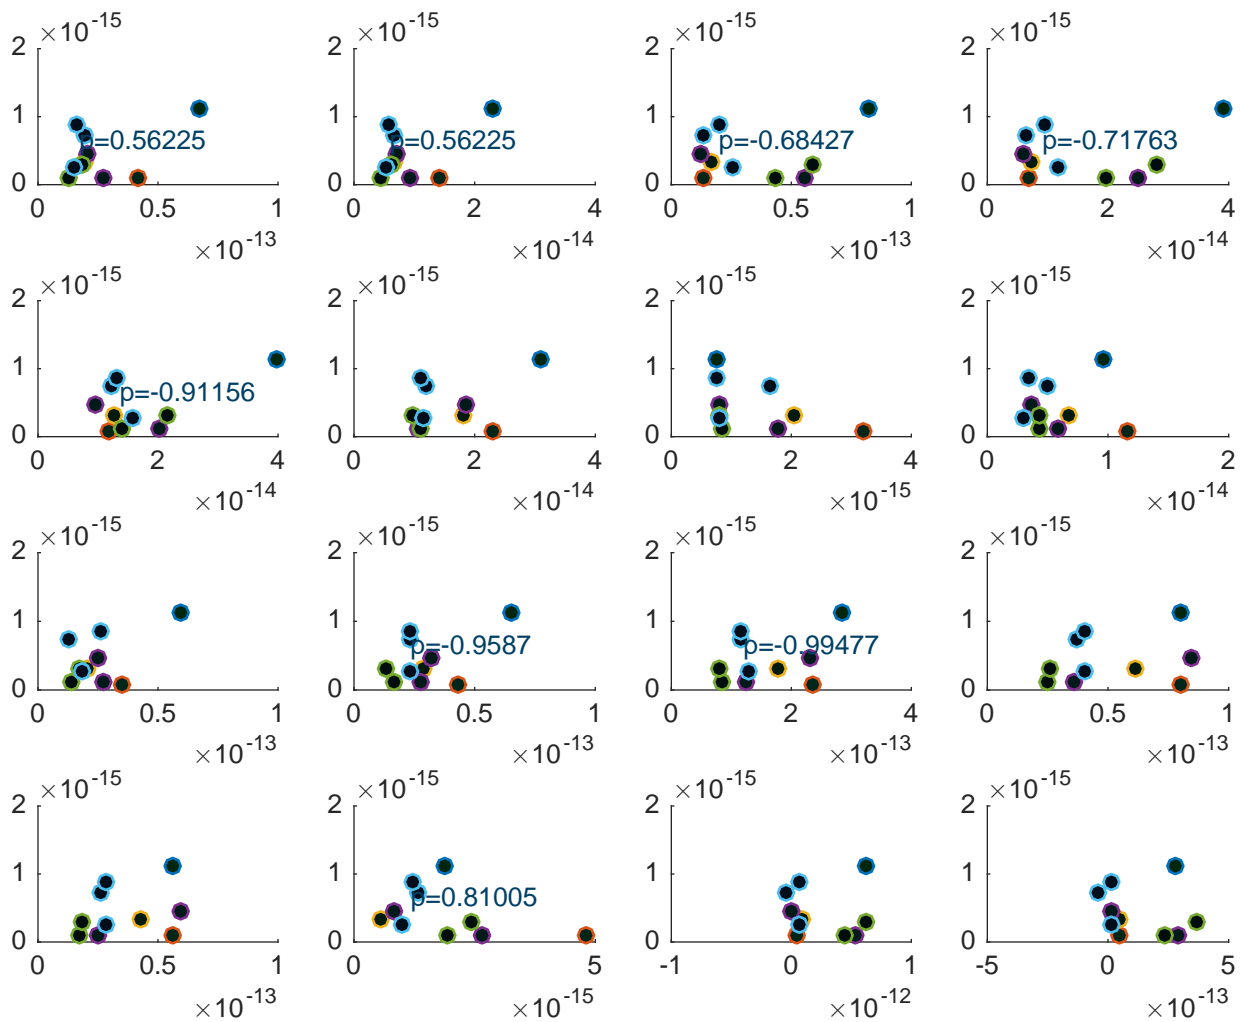 ×10-15 ×10-15 ×10-15 ×10-15
2 2 2 2
1 1 1 1
p=0.56225 p=0.56225 p=-0.68427 p=-0.71763
0 0 0 0
0 0.5 1 0 2 4 0 0.5 1 0 2 4
×10-13 ×10-14 ×10-13 ×10-14
×10-15 ×10-15 ×10-15 ×10-15
2 2 2 2
1 1 1 1
p=-0.91156
0 0 0 0
0 2 4 0 2 4 0 2 4 0 1 2
×10-14 ×10-14 ×10-15 ×10-14
×10-15 ×10-15 ×10-15 ×10-15
2 2 2 2
1 1 1 1
p=-0.9587 p=-0.99477
0 0 0 0
0 0.5 1 0 0.5 1 0 2 4 0 0.5 1
×10-13 ×10-13 ×10-13 ×10-13
×10-15 ×10-15 ×10-15 ×10-15
2 2 2 2
1 1 1 1
p=0.81005
0 0 0 0
0 0.5 1 0 5 -1 0 1 -5 0 5
×10-13 ×10-15 ×10-12 ×10-13